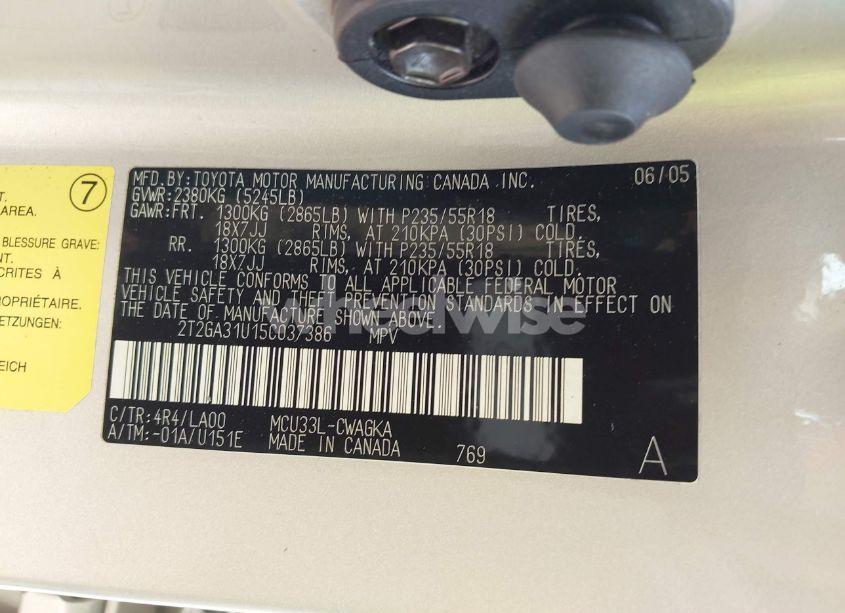 7
T.
AREA.
BLESSURE GRAVE:
NT.
CRITES À
PROPRIÉTAIRE.
ETZUNGEN:
REICH
MFD.BY:TOYOTA MOTOR MANUFACTURING CANADA INC. 06/05
GVWR:2380KG (5245LB)
GAWR:FRT. 1300KG (2865LB) WITH P235/55R18 TIRES,
18X7JJ RIMS, AT 210KPA (30PSI) COLD.
RR. 1300KG (2865LB) WITH P235/55R18 TIRES,
18X7JJ RIMS, AT 210KPA (30PSI) COLD.
THIS VEHICLE CONFORMS TO ALL APPLICABLE FEDERAL MOTOR
VEHICLE SAFETY AND THEFT PREVENTION STANDARDS IN EFFECT ON
THE DATE OF MANUFACTURE SHOWN ABOVE.
2T2GA31U15C037386 MPV
wheelwise
C/TR:4R4/LA00 MCU33L-CWAGKA
A/TM:-01A/U151E MADE IN CANADA 769 A